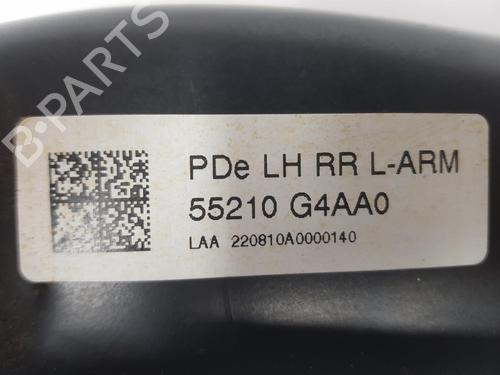 B-PARTS
PDe LH RR L-ARM
55210 G4AA0
LAA 220810A0000140